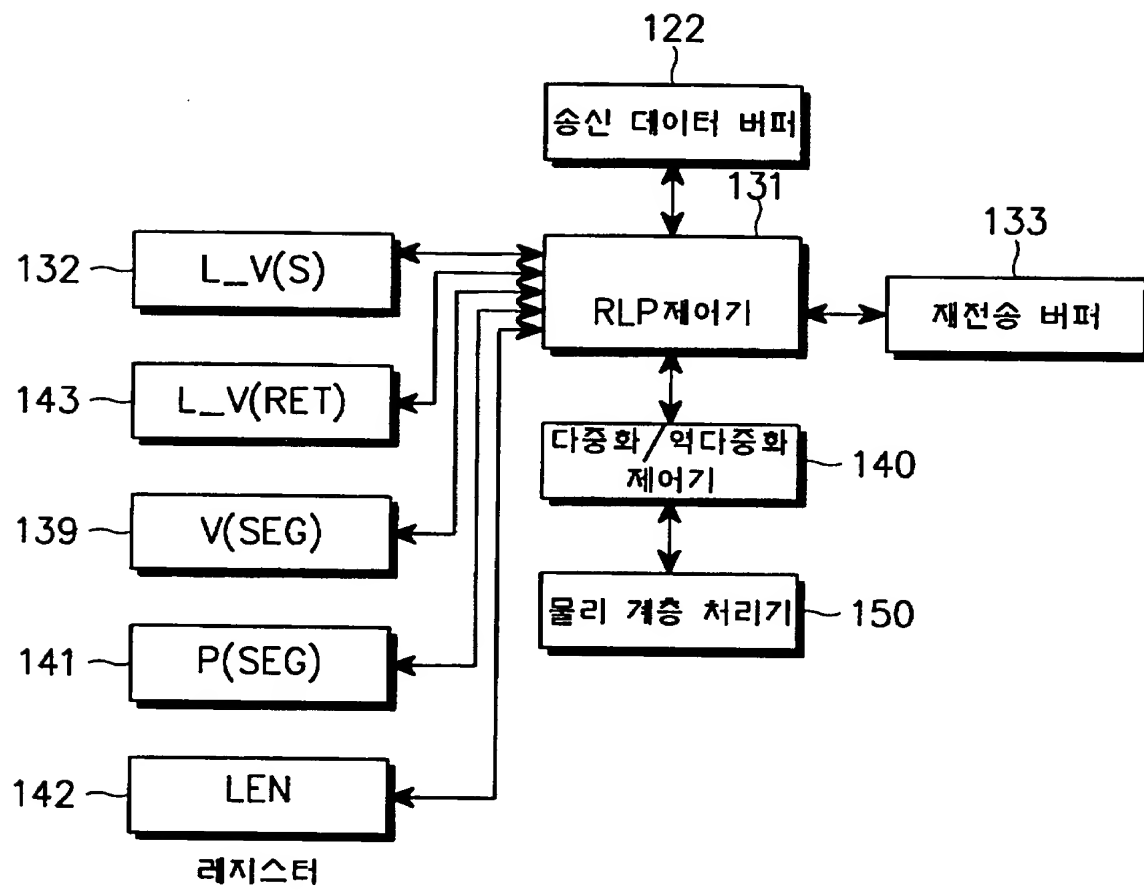 122
송신 데이터 버퍼
131
RLP제어기
133
재전송 버퍼
132
L_V(S)
143
L_V(RET)
139
V(SEG)
141
P(SEG)
142
LEN
레지스터
다중화/역다중화
제어기
140
물리 계층 처리기
150